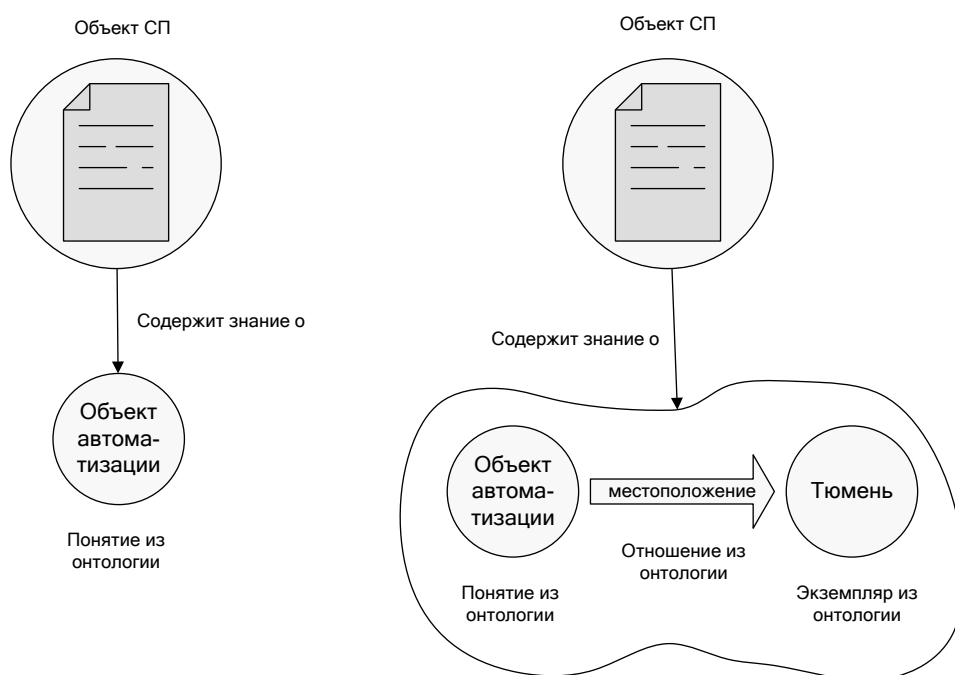 Объект СП
Содержит знание о
Объект
автома-
тизации
Понятие из
онтологии
Объект СП
Содержит знание о
Объект
автома-
тизации
местоположение
Тюмень
Понятие из
онтологии
Отношение из
онтологии
Экземпляр из
онтологии